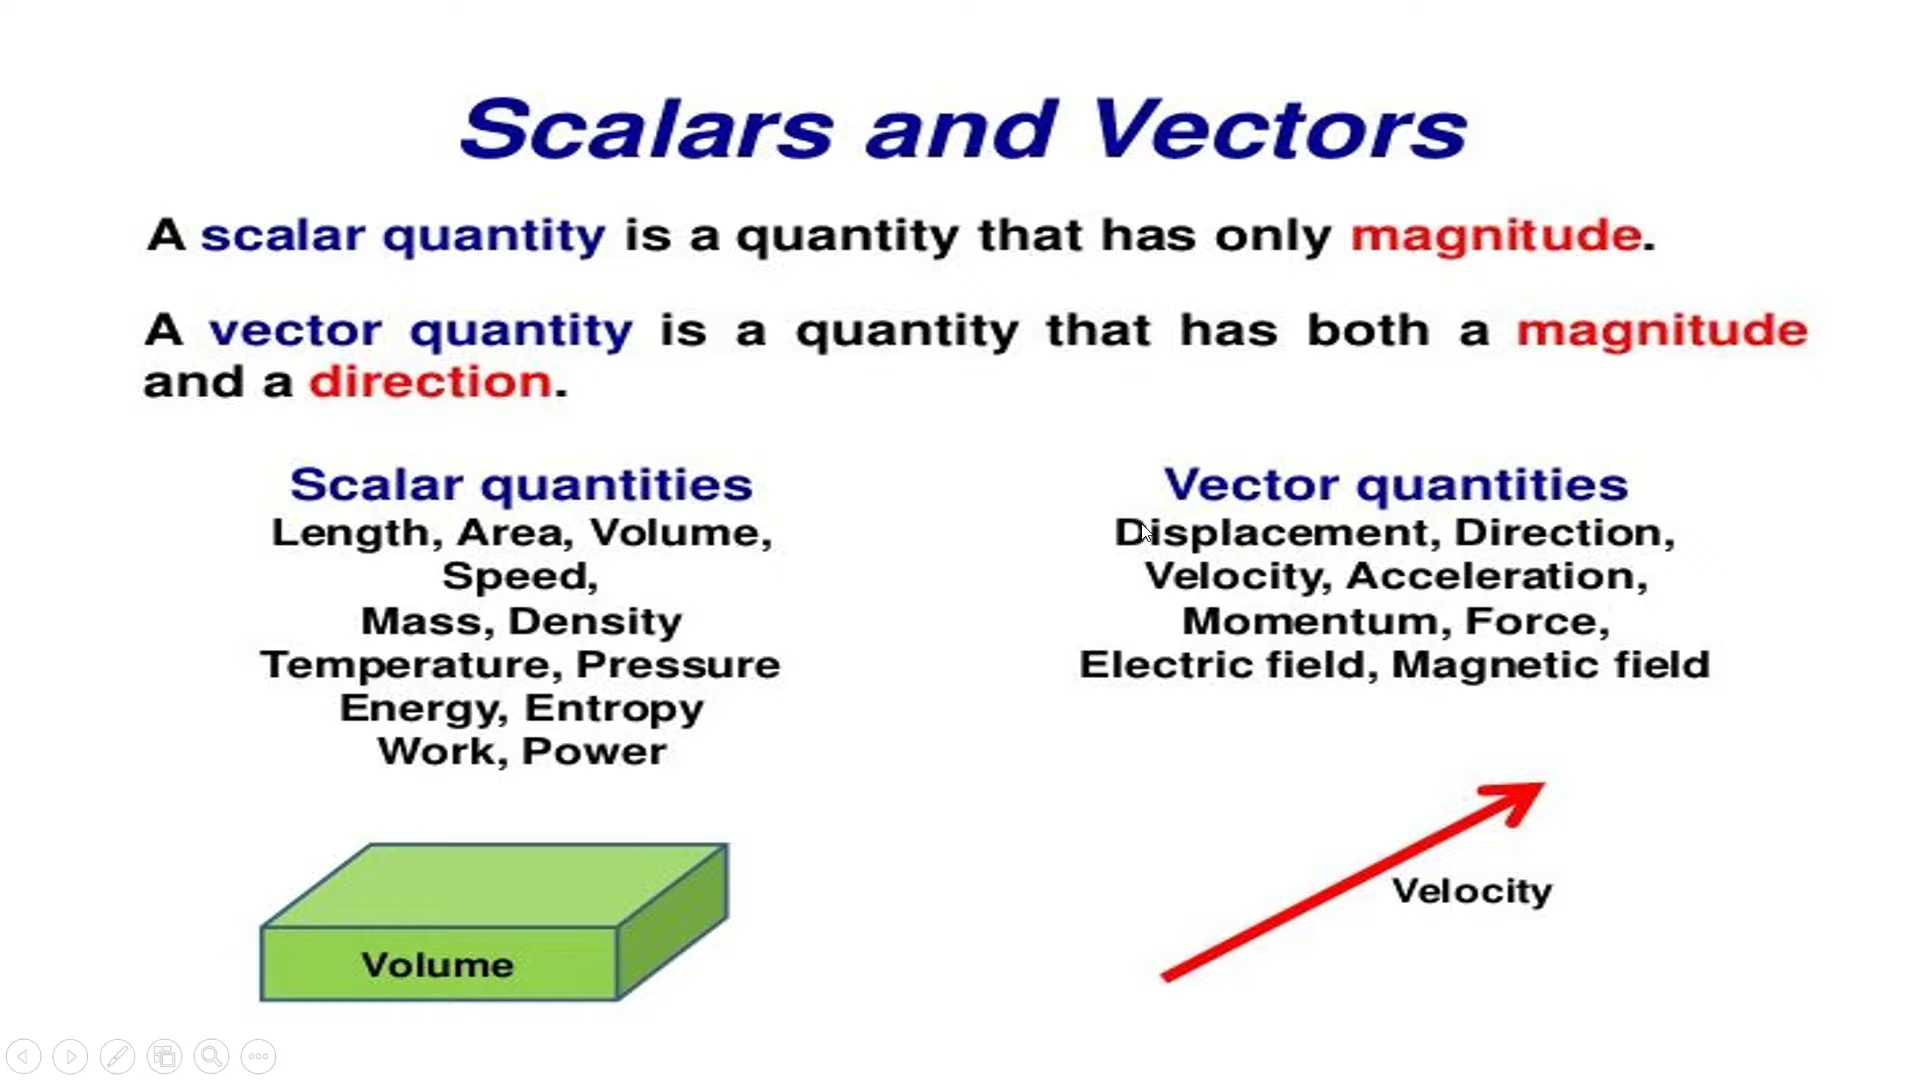 Scalars and Vectors
A scalar quantity is a quantity that has only magnitude.
A vector quantity is a quantity that has both a magnitude
and a direction.
Scalar quantities
Length, Area, Volume,
Speed,
Mass, Density
Temperature, Pressure
Energy, Entropy
Work, Power
Volume
Vector quantities
Displacement, Direction,
Velocity, Acceleration,
Momentum, Force,
Electric field, Magnetic field
Velocity